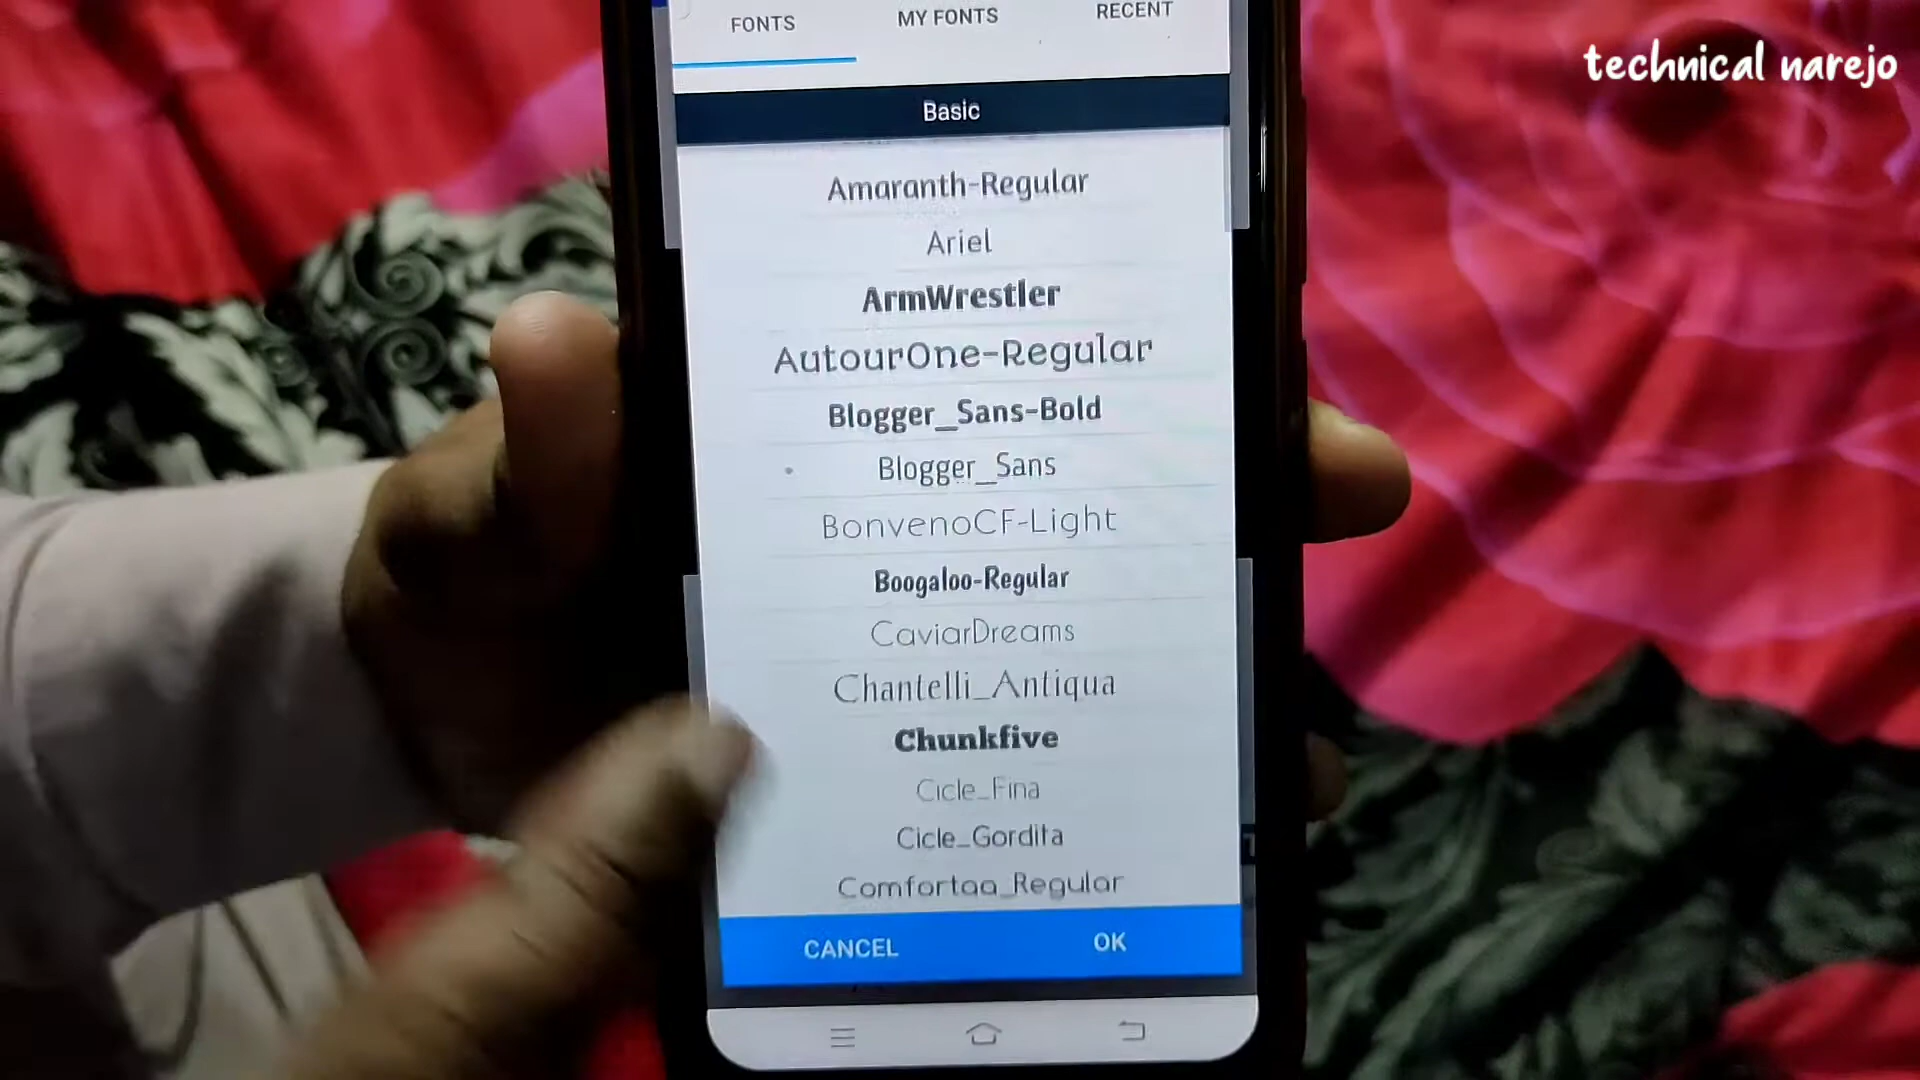 technical narejo
FONTS MY FONTS RECENT
Basic
Amaranth-Regular
Ariel
ArmWrestler
AutourOne-Regular
Blogger_Sans-Bold
Blogger_Sans
BonvenoCF-Light
Boogaloo-Regular
CaviarDreams
Chantelli_Antiqua
Chunkfive
Cicle_Fina
Cicle_Gordita
Comfortaa_Regular
CANCEL OK